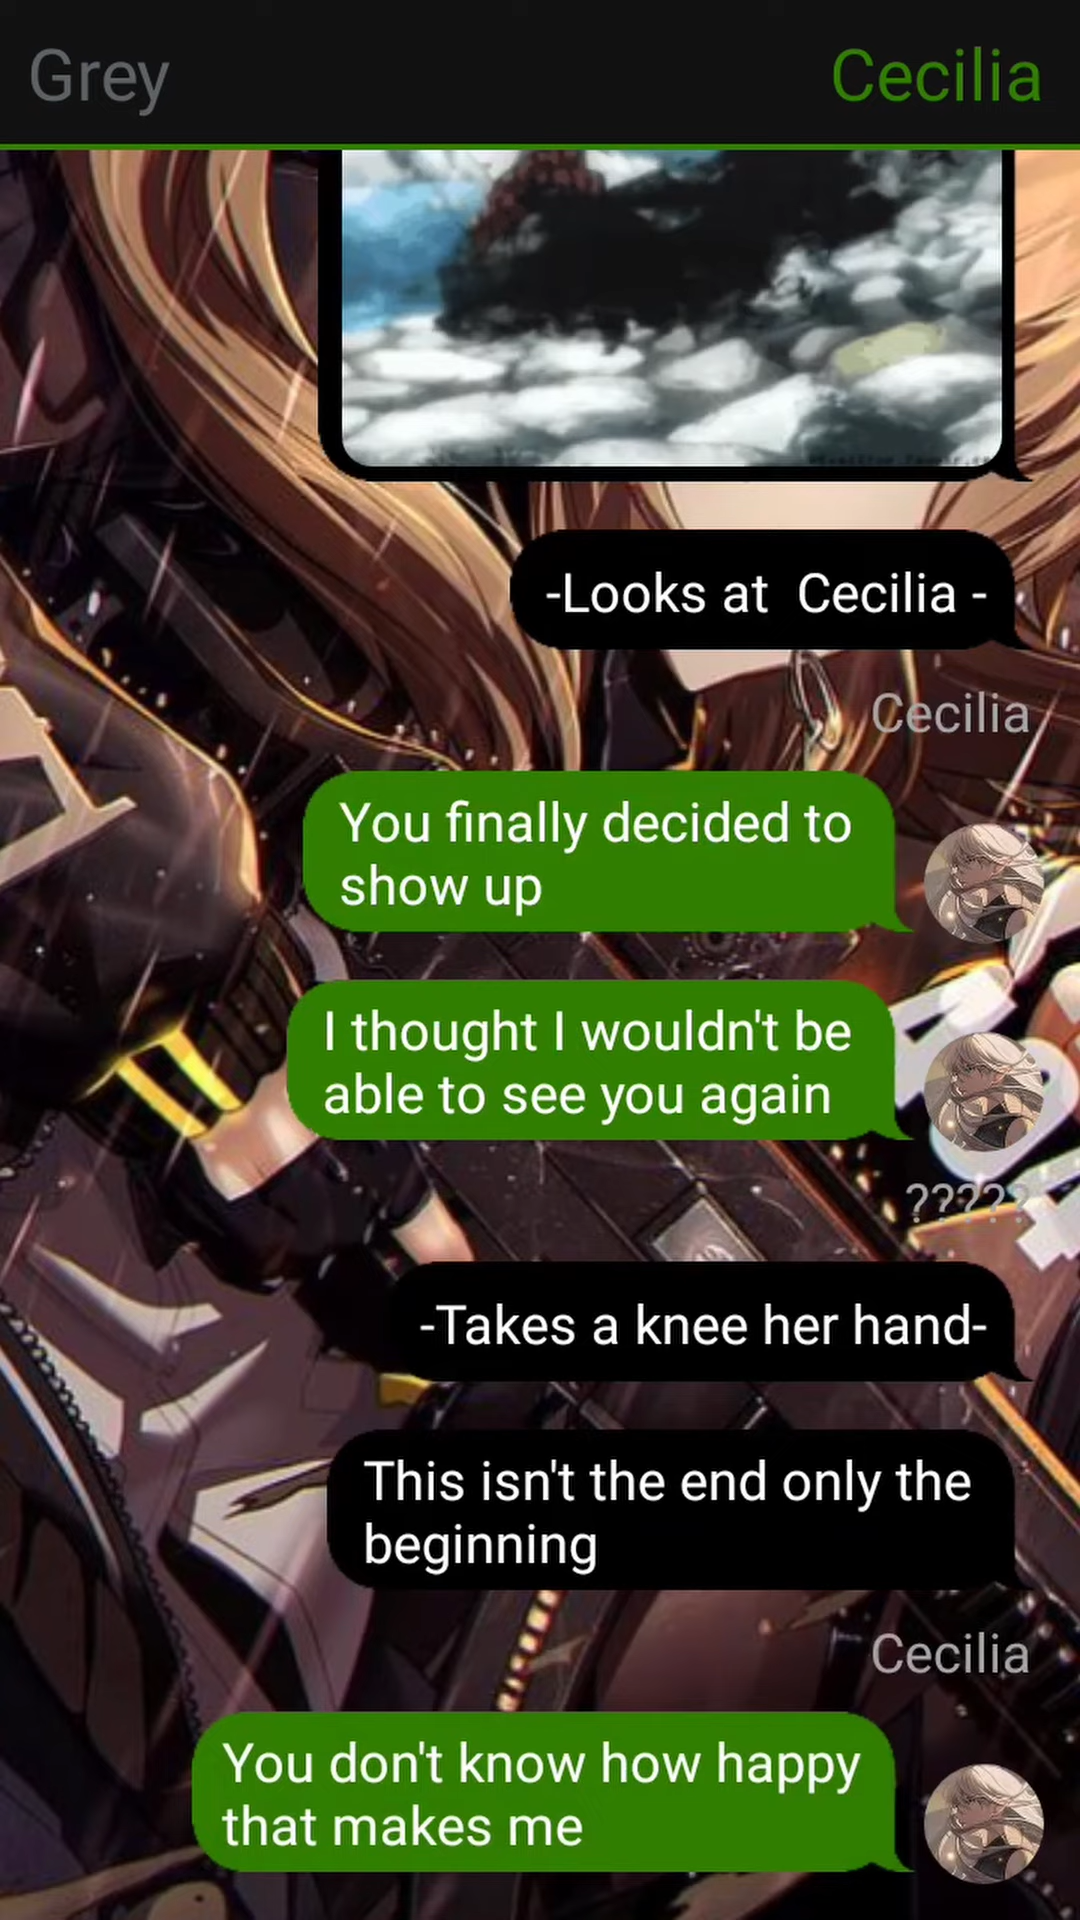 Grey
Cecilia
-Looks at  Cecilia -
Cecilia
You finally decided to
show up
I thought I wouldn't be
able to see you again
?????
-Takes a knee her hand-
This isn't the end only the
beginning
Cecilia
You don't know how happy
that makes me